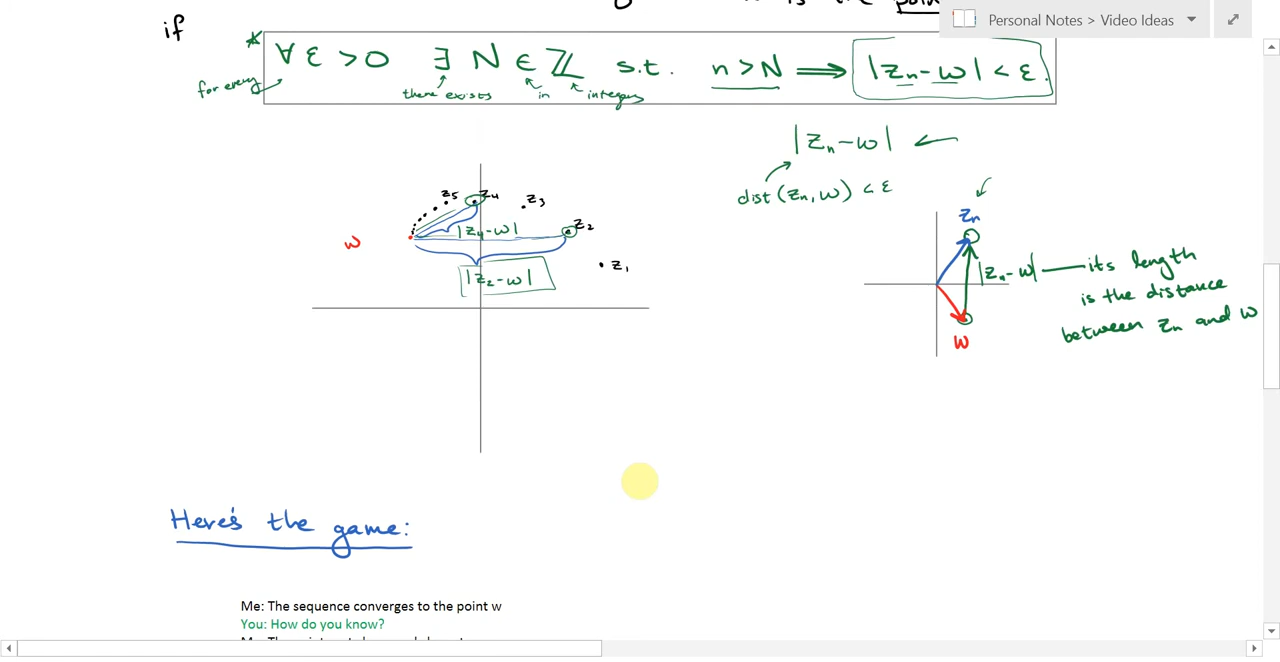 Personal Notes > Video Ideas
is the
if
* ∀ ε > 0 ∃ N ∈ ℤ s.t. n > N ⟹ |zn - w| < ε.
for every
there exists in integers
|zn - w| ←
dist (zn, w) < ε
z5 z4 z3
z2
|z4 - w|
w
z1
|z2 - w|
zn
|zn - w| — its length
is the distance
between zn and w
w
Here's the game:
Me: The sequence converges to the point w
You: How do you know?